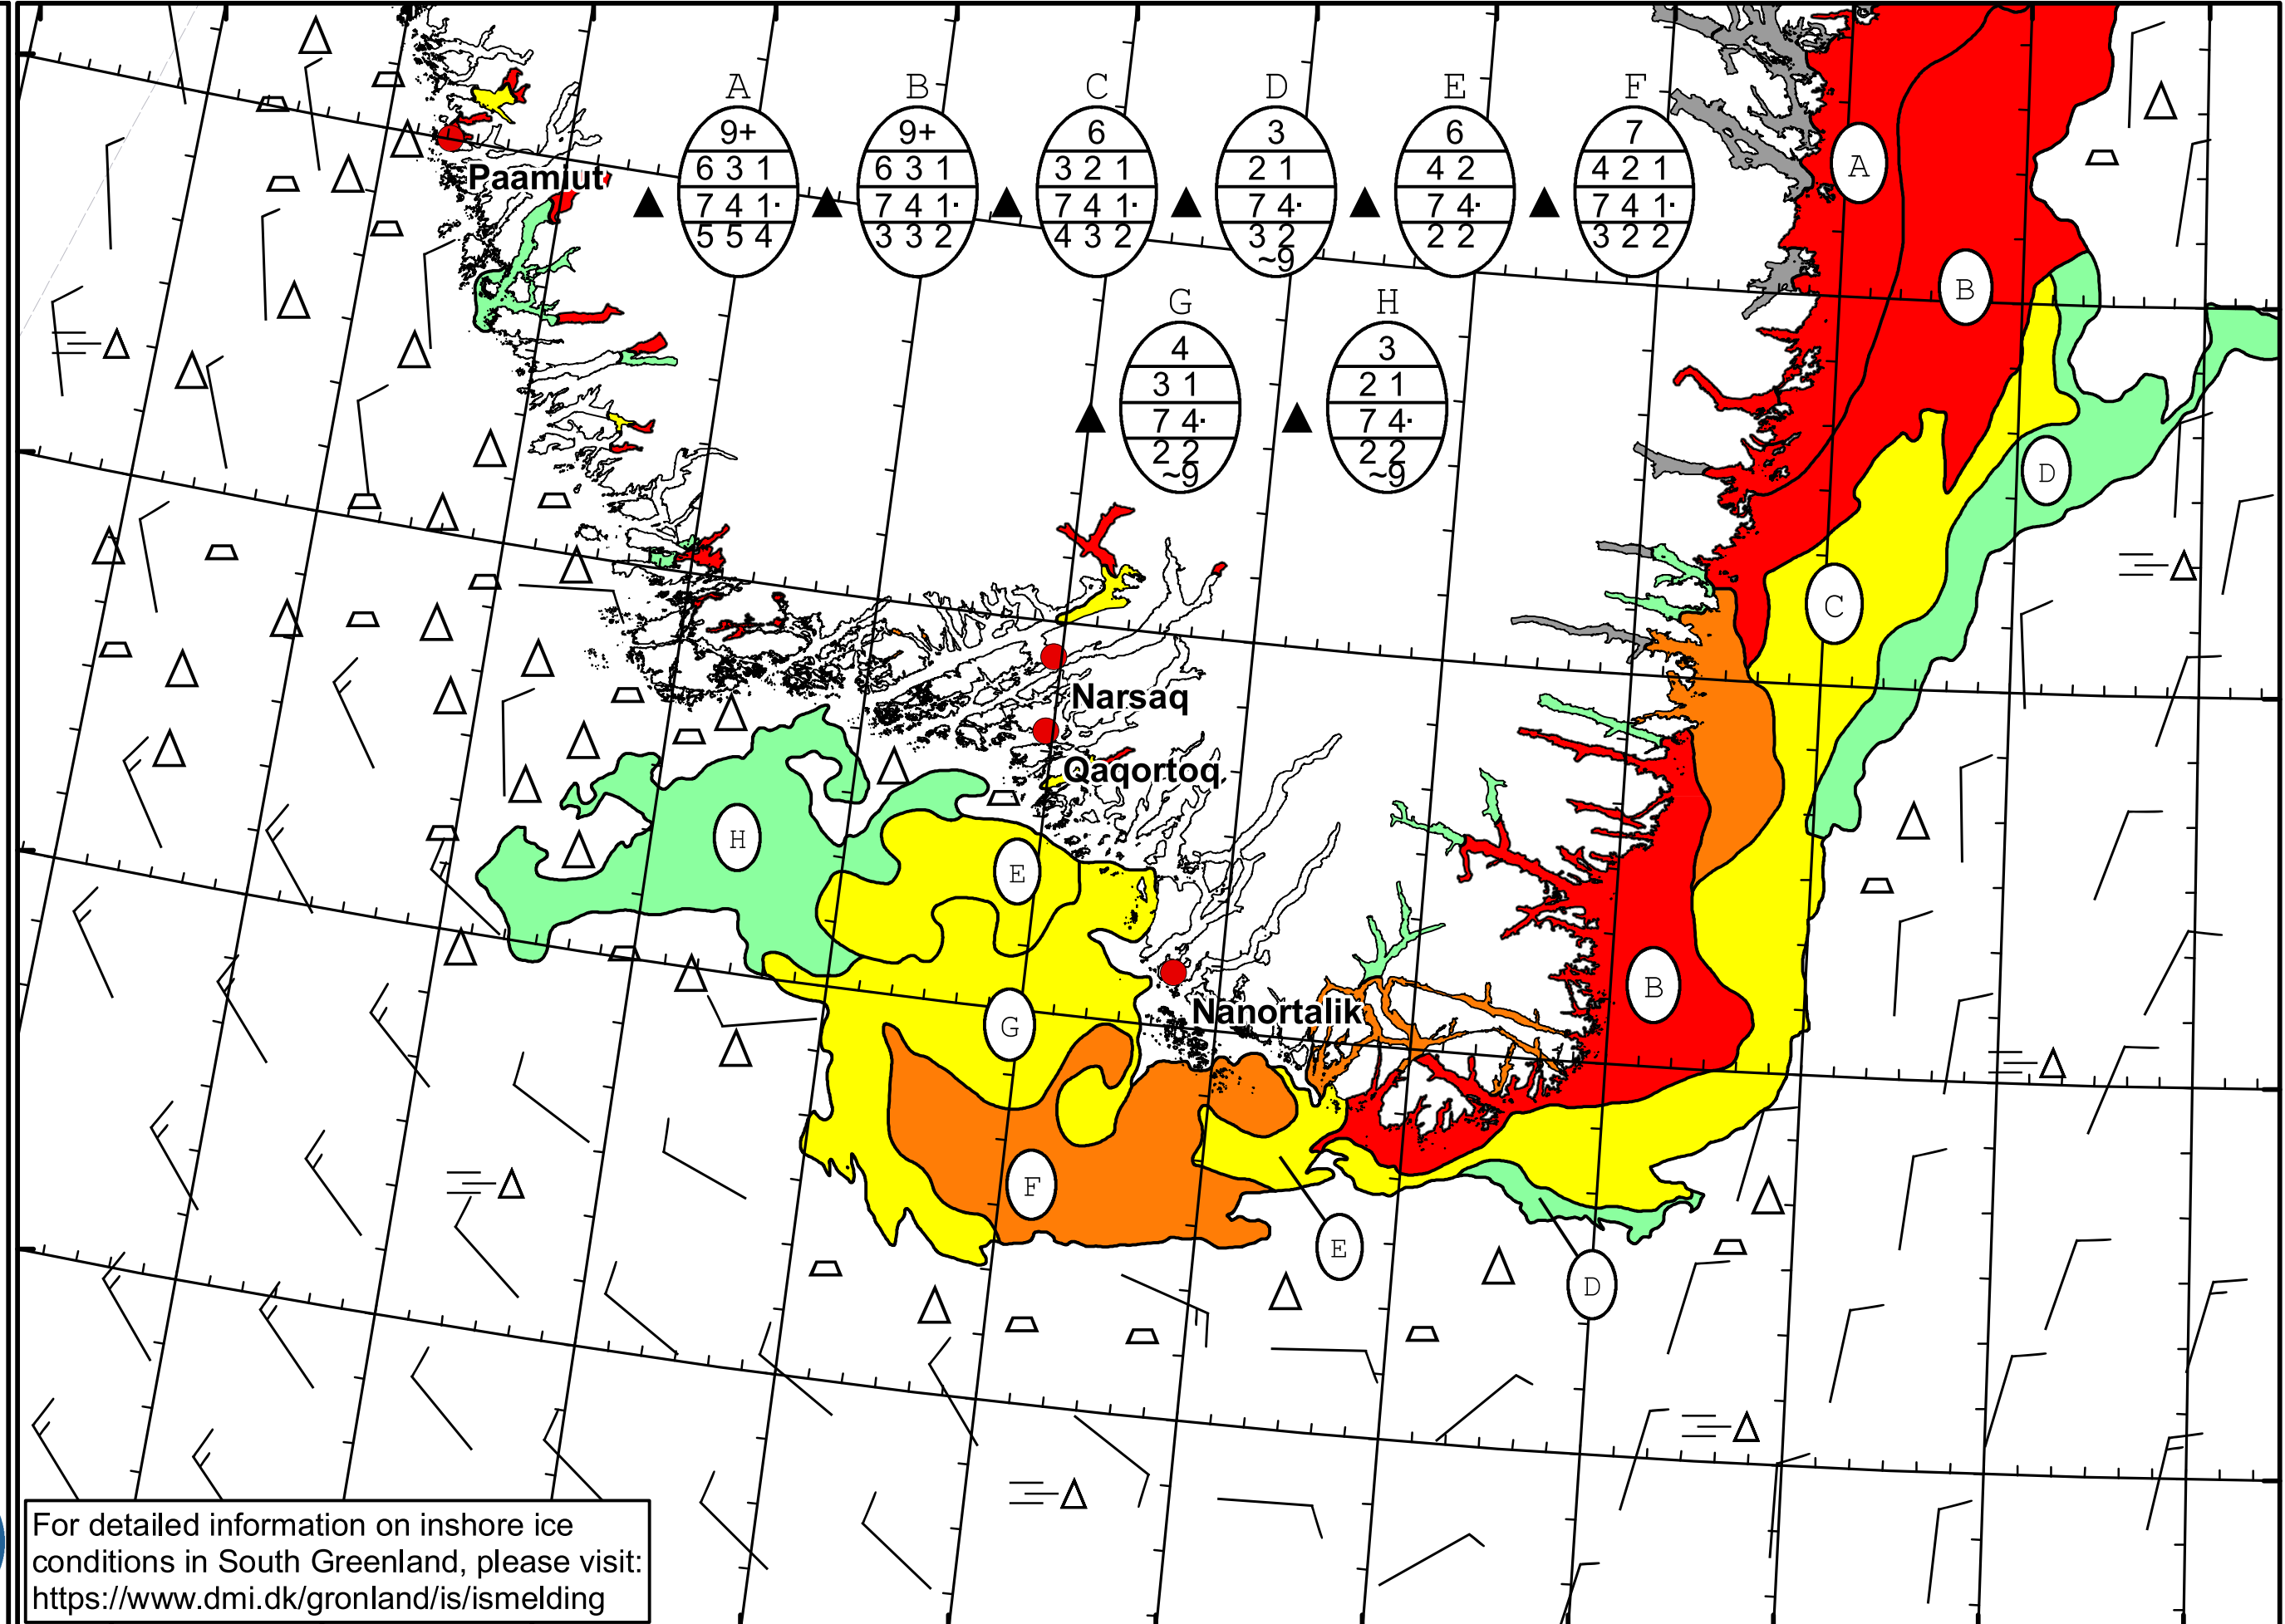 A B C D E F
9+ 9+ 6 3 6 7
6 3 1 6 3 1 3 2 1 2 1 4 2 4 2 1
7 4 1· 7 4 1· 7 4 1· 7 4· 7 4· 7 4 1·
5 5 4 3 3 2 4 3 2 3 2 2 2 3 2 2
~9
G H
4 3
3 1 2 1
7 4· 7 4·
2 2 2 2
~9 ~9
Paamiut
A
B
D
C
Narsaq
Qaqortoq
H
E
B
Nanortalik
G
F
E
D
For detailed information on inshore ice
conditions in South Greenland, please visit:
https://www.dmi.dk/gronland/is/ismelding